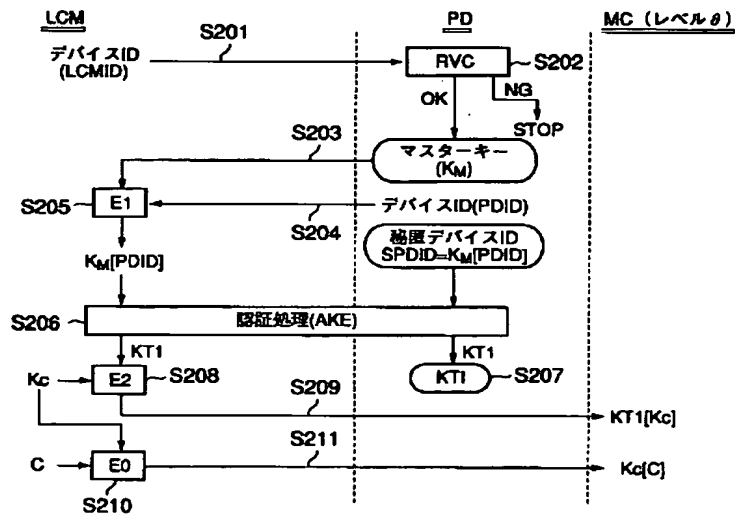 LCM
PD
MC (レベルθ)
デバイスID
(LCMID)
S201
RVC
S202
OK
NG
STOP
S203
マスターキー
(KM)
S205
E1
デバイスID(PDID)
S204
KM[PDID]
秘匿デバイスID
SPDID=KM[PDID]
S206
認証処理(AKE)
KT1
KT1
Kc
E2
S208
KTI
S207
S209
KT1[Kc]
S211
C
E0
Kc[C]
S210